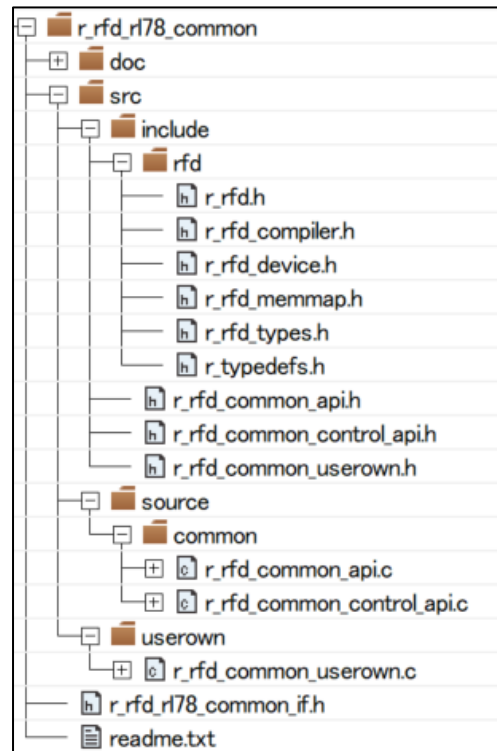 r_rfd_rl78_common
doc
src
include
rfd
r_rfd.h
r_rfd_compiler.h
r_rfd_device.h
r_rfd_memmap.h
r_rfd_types.h
r_typedefs.h
r_rfd_common_api.h
r_rfd_common_control_api.h
r_rfd_common_userown.h
source
common
r_rfd_common_api.c
r_rfd_common_control_api.c
userown
r_rfd_common_userown.c
r_rfd_rl78_common_if.h
readme.txt